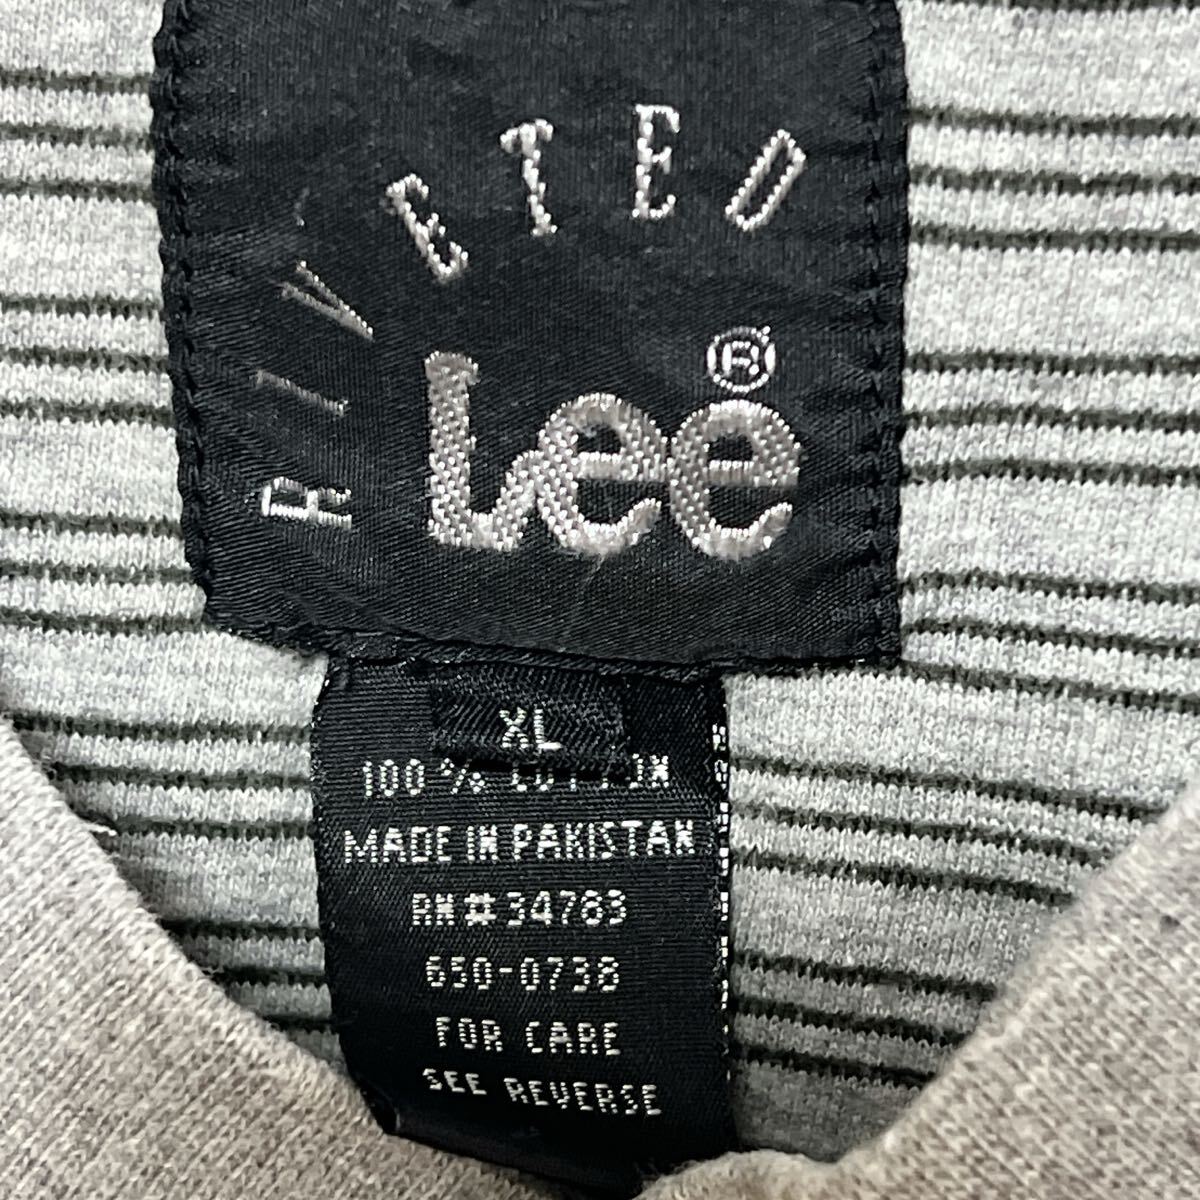 RIVETED
Lee®
XL
100% COTTON
MADE IN PAKISTAN
RN#34783
650-0738
FOR CARE
SEE REVERSE